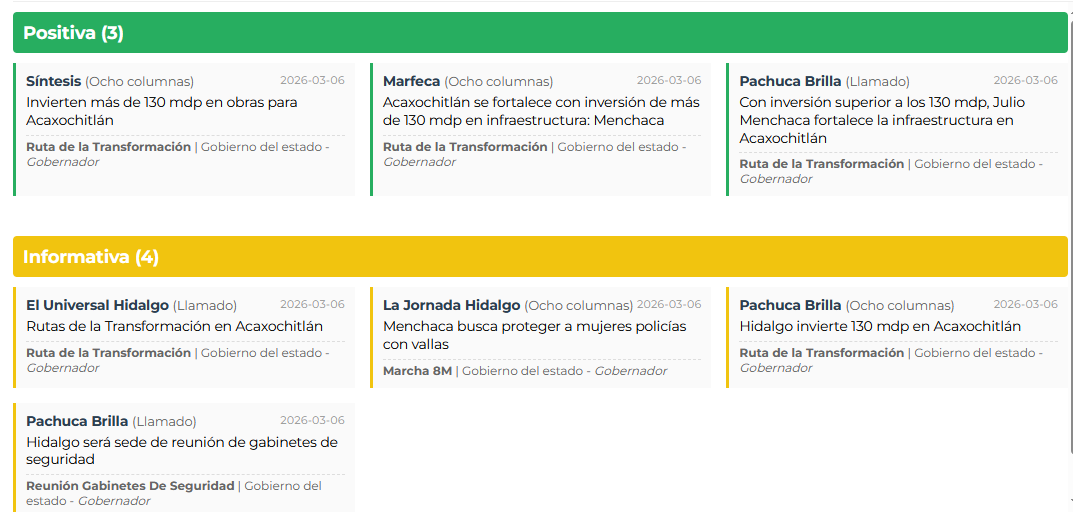 Positiva (3)
Síntesis (Ocho columnas) 2026-03-06
Invierten más de 130 mdp en obras para
Acaxochitlán
Ruta de la Transformación | Gobierno del estado -
Gobernador
Marfeca (Ocho columnas) 2026-03-06
Acaxochitlán se fortalece con inversión de más
de 130 mdp en infraestructura: Menchaca
Ruta de la Transformación | Gobierno del estado -
Gobernador
Pachuca Brilla (Llamado) 2026-03-06
Con inversión superior a los 130 mdp, Julio
Menchaca fortalece la infraestructura en
Acaxochitlán
Ruta de la Transformación | Gobierno del estado -
Gobernador
Informativa (4)
El Universal Hidalgo (Llamado) 2026-03-06
Rutas de la Transformación en Acaxochitlán
Ruta de la Transformación | Gobierno del estado -
Gobernador
La Jornada Hidalgo (Ocho columnas) 2026-03-06
Menchaca busca proteger a mujeres policías
con vallas
Marcha 8M | Gobierno del estado - Gobernador
Pachuca Brilla (Ocho columnas) 2026-03-06
Hidalgo invierte 130 mdp en Acaxochitlán
Ruta de la Transformación | Gobierno del estado -
Gobernador
Pachuca Brilla (Llamado) 2026-03-06
Hidalgo será sede de reunión de gabinetes de
seguridad
Reunión Gabinetes De Seguridad | Gobierno del
estado - Gobernador